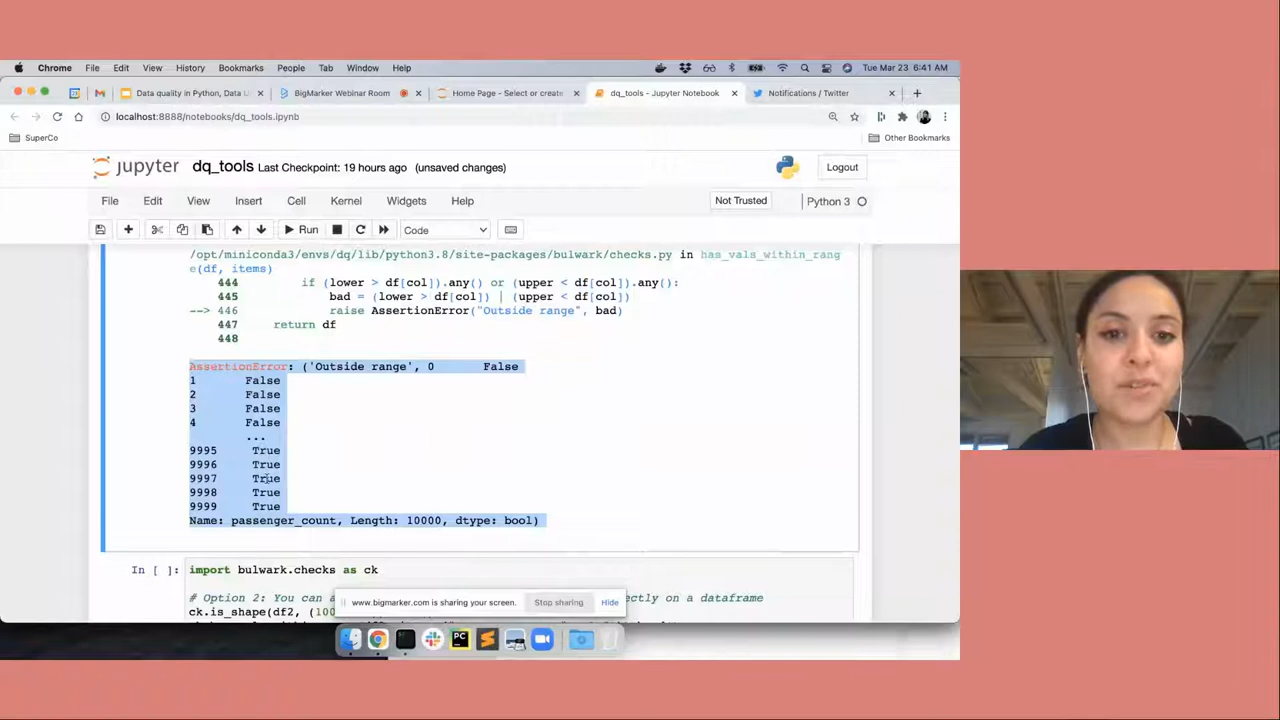 Chrome File Edit View History Bookmarks People Tab Window Help Tue Mar 23 6:41 AM
Data quality in Python, Data U BigMarker Webinar Room Home Page - Select or create dq_tools - Jupyter Notebook Notifications / Twitter
localhost:8888/notebooks/dq_tools.ipynb
SuperCo Other Bookmarks
jupyter dq_tools Last Checkpoint: 19 hours ago (unsaved changes) Logout
File Edit View Insert Cell Kernel Widgets Help Not Trusted Python 3
Run Code
/opt/miniconda3/envs/dq/lib/python3.8/site-packages/bulwark/checks.py in has_vals_within_rang
e(df, items)
444 if (lower > df[col]).any() or (upper < df[col]).any():
445 bad = (lower > df[col]) | (upper < df[col])
--> 446 raise AssertionError("Outside range", bad)
447 return df
448
AssertionError: ('Outside range', 0 False
1 False
2 False
3 False
4 False
...
9995 True
9996 True
9997 True
9998 True
9999 True
Name: passenger_count, Length: 10000, dtype: bool)
In [ ]: import bulwark.checks as ck
# Option 2: You can a ectly on a dataframe
ck.is_shape(df2, (100
www.bigmarker.com is sharing your screen. Stop sharing Hide
PC